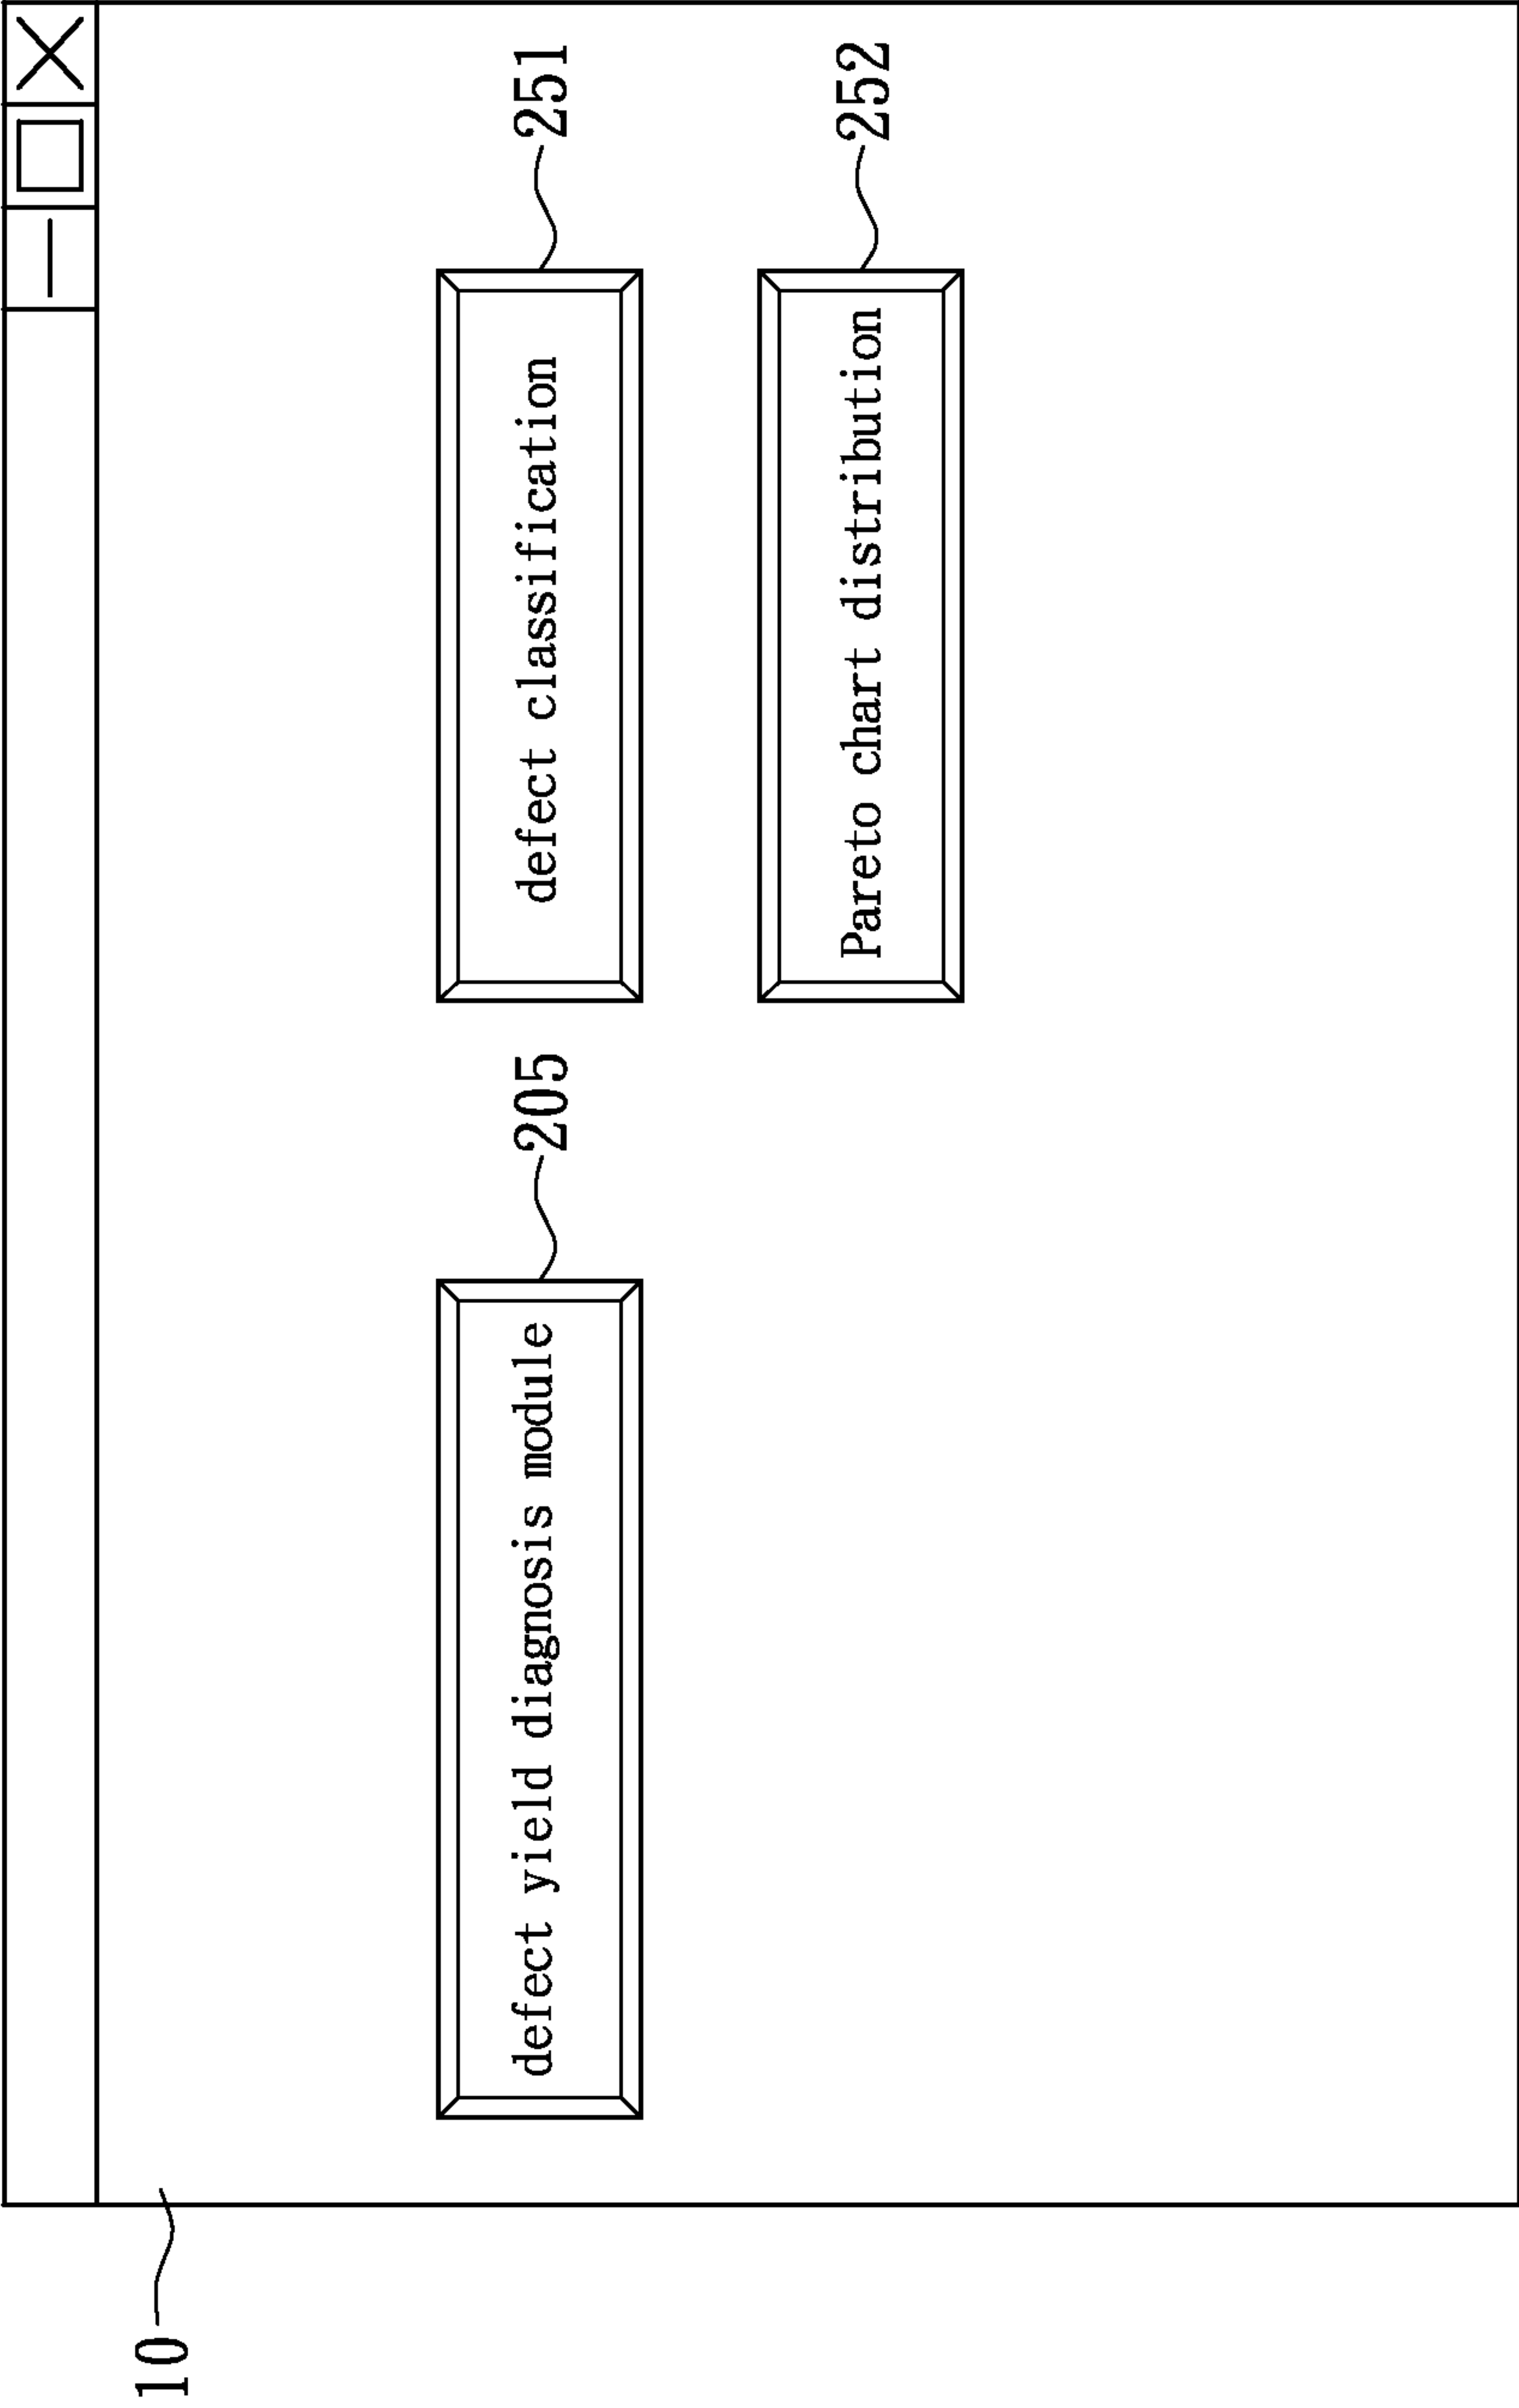 10
defect yield diagnosis module
205
defect classification
251
Pareto chart distribution
252